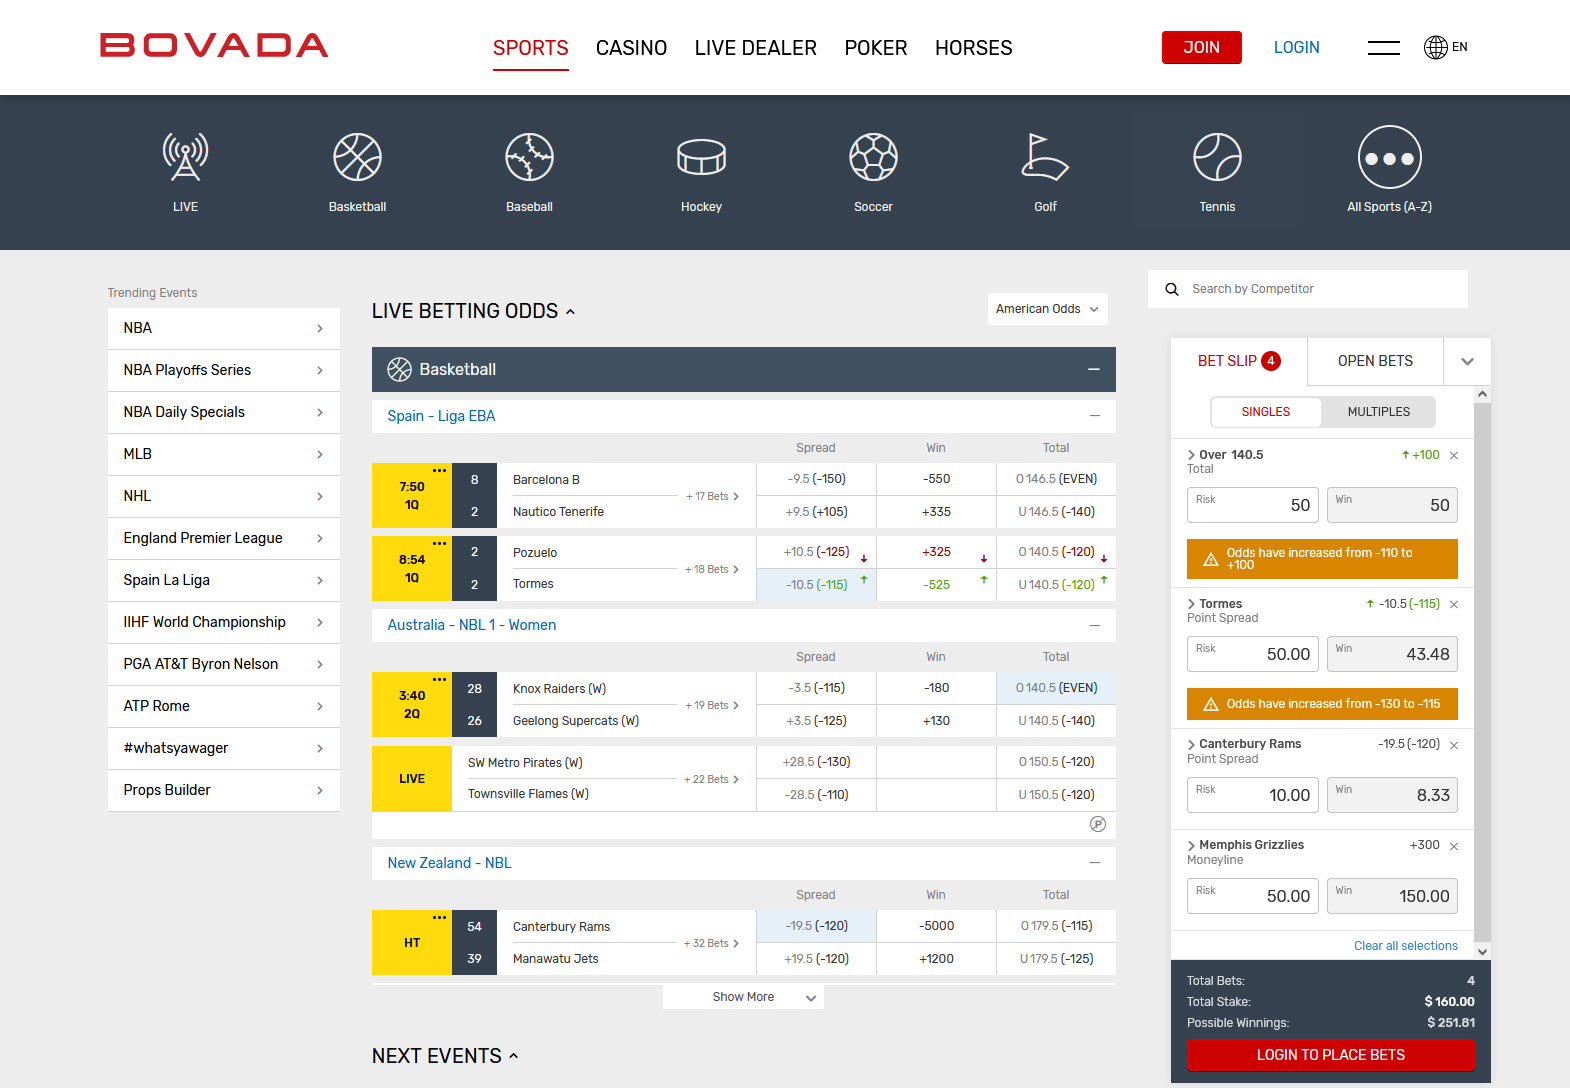 BOVADA
SPORTS CASINO LIVE DEALER POKER HORSES
JOIN LOGIN EN
LIVE Basketball Baseball Hockey Soccer Golf Tennis All Sports (A-Z)
Trending Events
NBA
NBA Playoffs Series
NBA Daily Specials
MLB
NHL
England Premier League
Spain La Liga
IIHF World Championship
PGA AT&T Byron Nelson
ATP Rome
#whatsyawager
Props Builder
LIVE BETTING ODDS
American Odds
Basketball
Spain - Liga EBA
Spread Win Total
7:50
1Q
8 Barcelona B -9.5 (-150) -550 O 146.5 (EVEN)
+ 17 Bets
2 Nautico Tenerife +9.5 (+105) +335 U 146.5 (-140)
8:54
1Q
2 Pozuelo +10.5 (-125) +325 O 140.5 (-120)
+ 18 Bets
2 Tormes -10.5 (-115) -525 U 140.5 (-120)
Australia - NBL 1 - Women
Spread Win Total
3:40
2Q
28 Knox Raiders (W) -3.5 (-115) -180 O 140.5 (EVEN)
+ 19 Bets
26 Geelong Supercats (W) +3.5 (-125) +130 U 140.5 (-140)
LIVE
SW Metro Pirates (W) +28.5 (-130) O 150.5 (-120)
+ 22 Bets
Townsville Flames (W) -28.5 (-110) U 150.5 (-120)
P
New Zealand - NBL
Spread Win Total
HT
54 Canterbury Rams -19.5 (-120) -5000 O 179.5 (-115)
+ 32 Bets
39 Manawatu Jets +19.5 (-120) +1200 U 179.5 (-125)
Show More
NEXT EVENTS
Search by Competitor
BET SLIP 4 OPEN BETS
SINGLES MULTIPLES
Over 140.5 +100
Total
Risk 50 Win 50
Odds have increased from -110 to
+100
Tormes -10.5 (-115)
Point Spread
Risk 50.00 Win 43.48
Odds have increased from -130 to -115
Canterbury Rams -19.5 (-120)
Point Spread
Risk 10.00 Win 8.33
Memphis Grizzlies +300
Moneyline
Risk 50.00 Win 150.00
Clear all selections
Total Bets: 4
Total Stake: $ 160.00
Possible Winnings: $ 251.81
LOGIN TO PLACE BETS